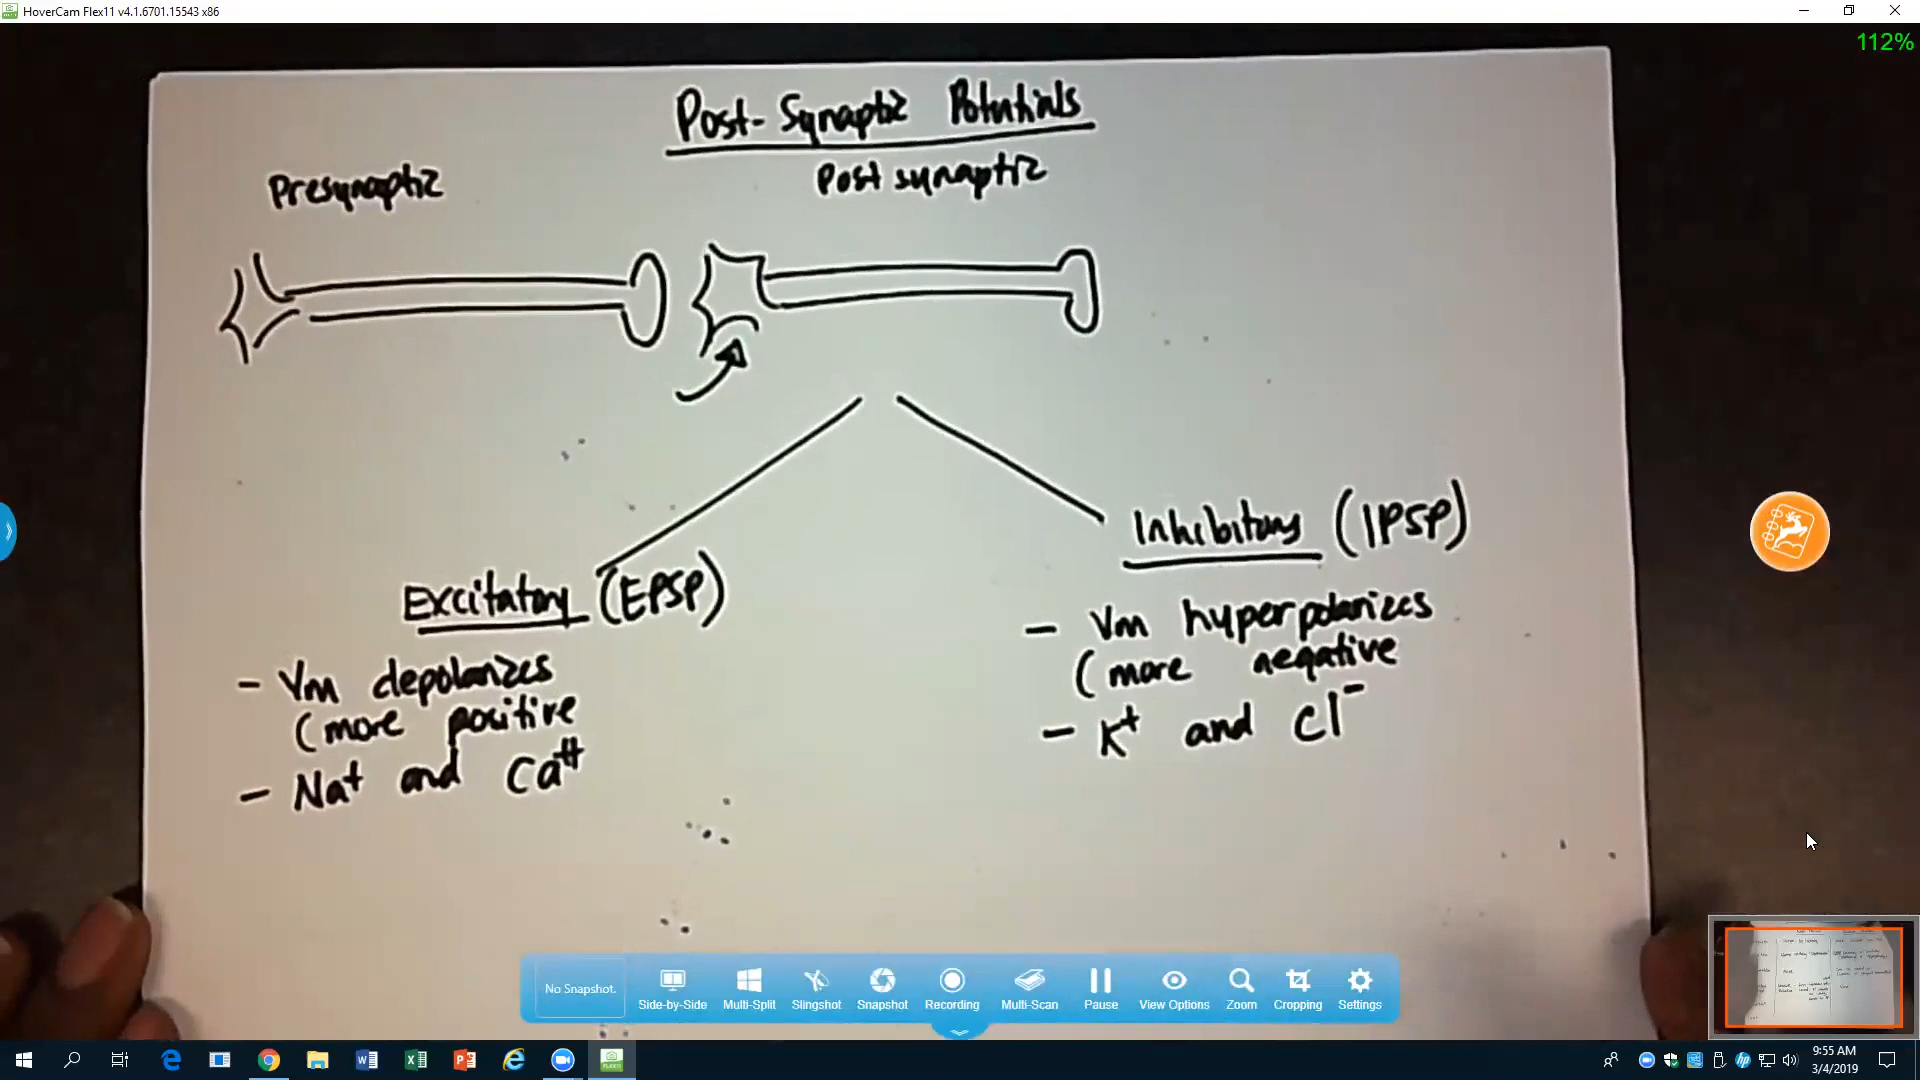 HoverCam Flex11 v4.1.6701.15543 x86
112%
Post-Synaptic Potentials
Presynaptic
Postsynaptic
Excitatory (EPSP)
- Vm depolarizes
(more positive
- Na+ and Ca++
Inhibitory (IPSP)
- Vm hyperpolarizes
(more negative
- K+ and Cl-
No Snapshot.
Side-by-Side
Multi-Split
Slingshot
Snapshot
Recording
Multi-Scan
Pause
View Options
Zoom
Cropping
Settings
9:55 AM
3/4/2019